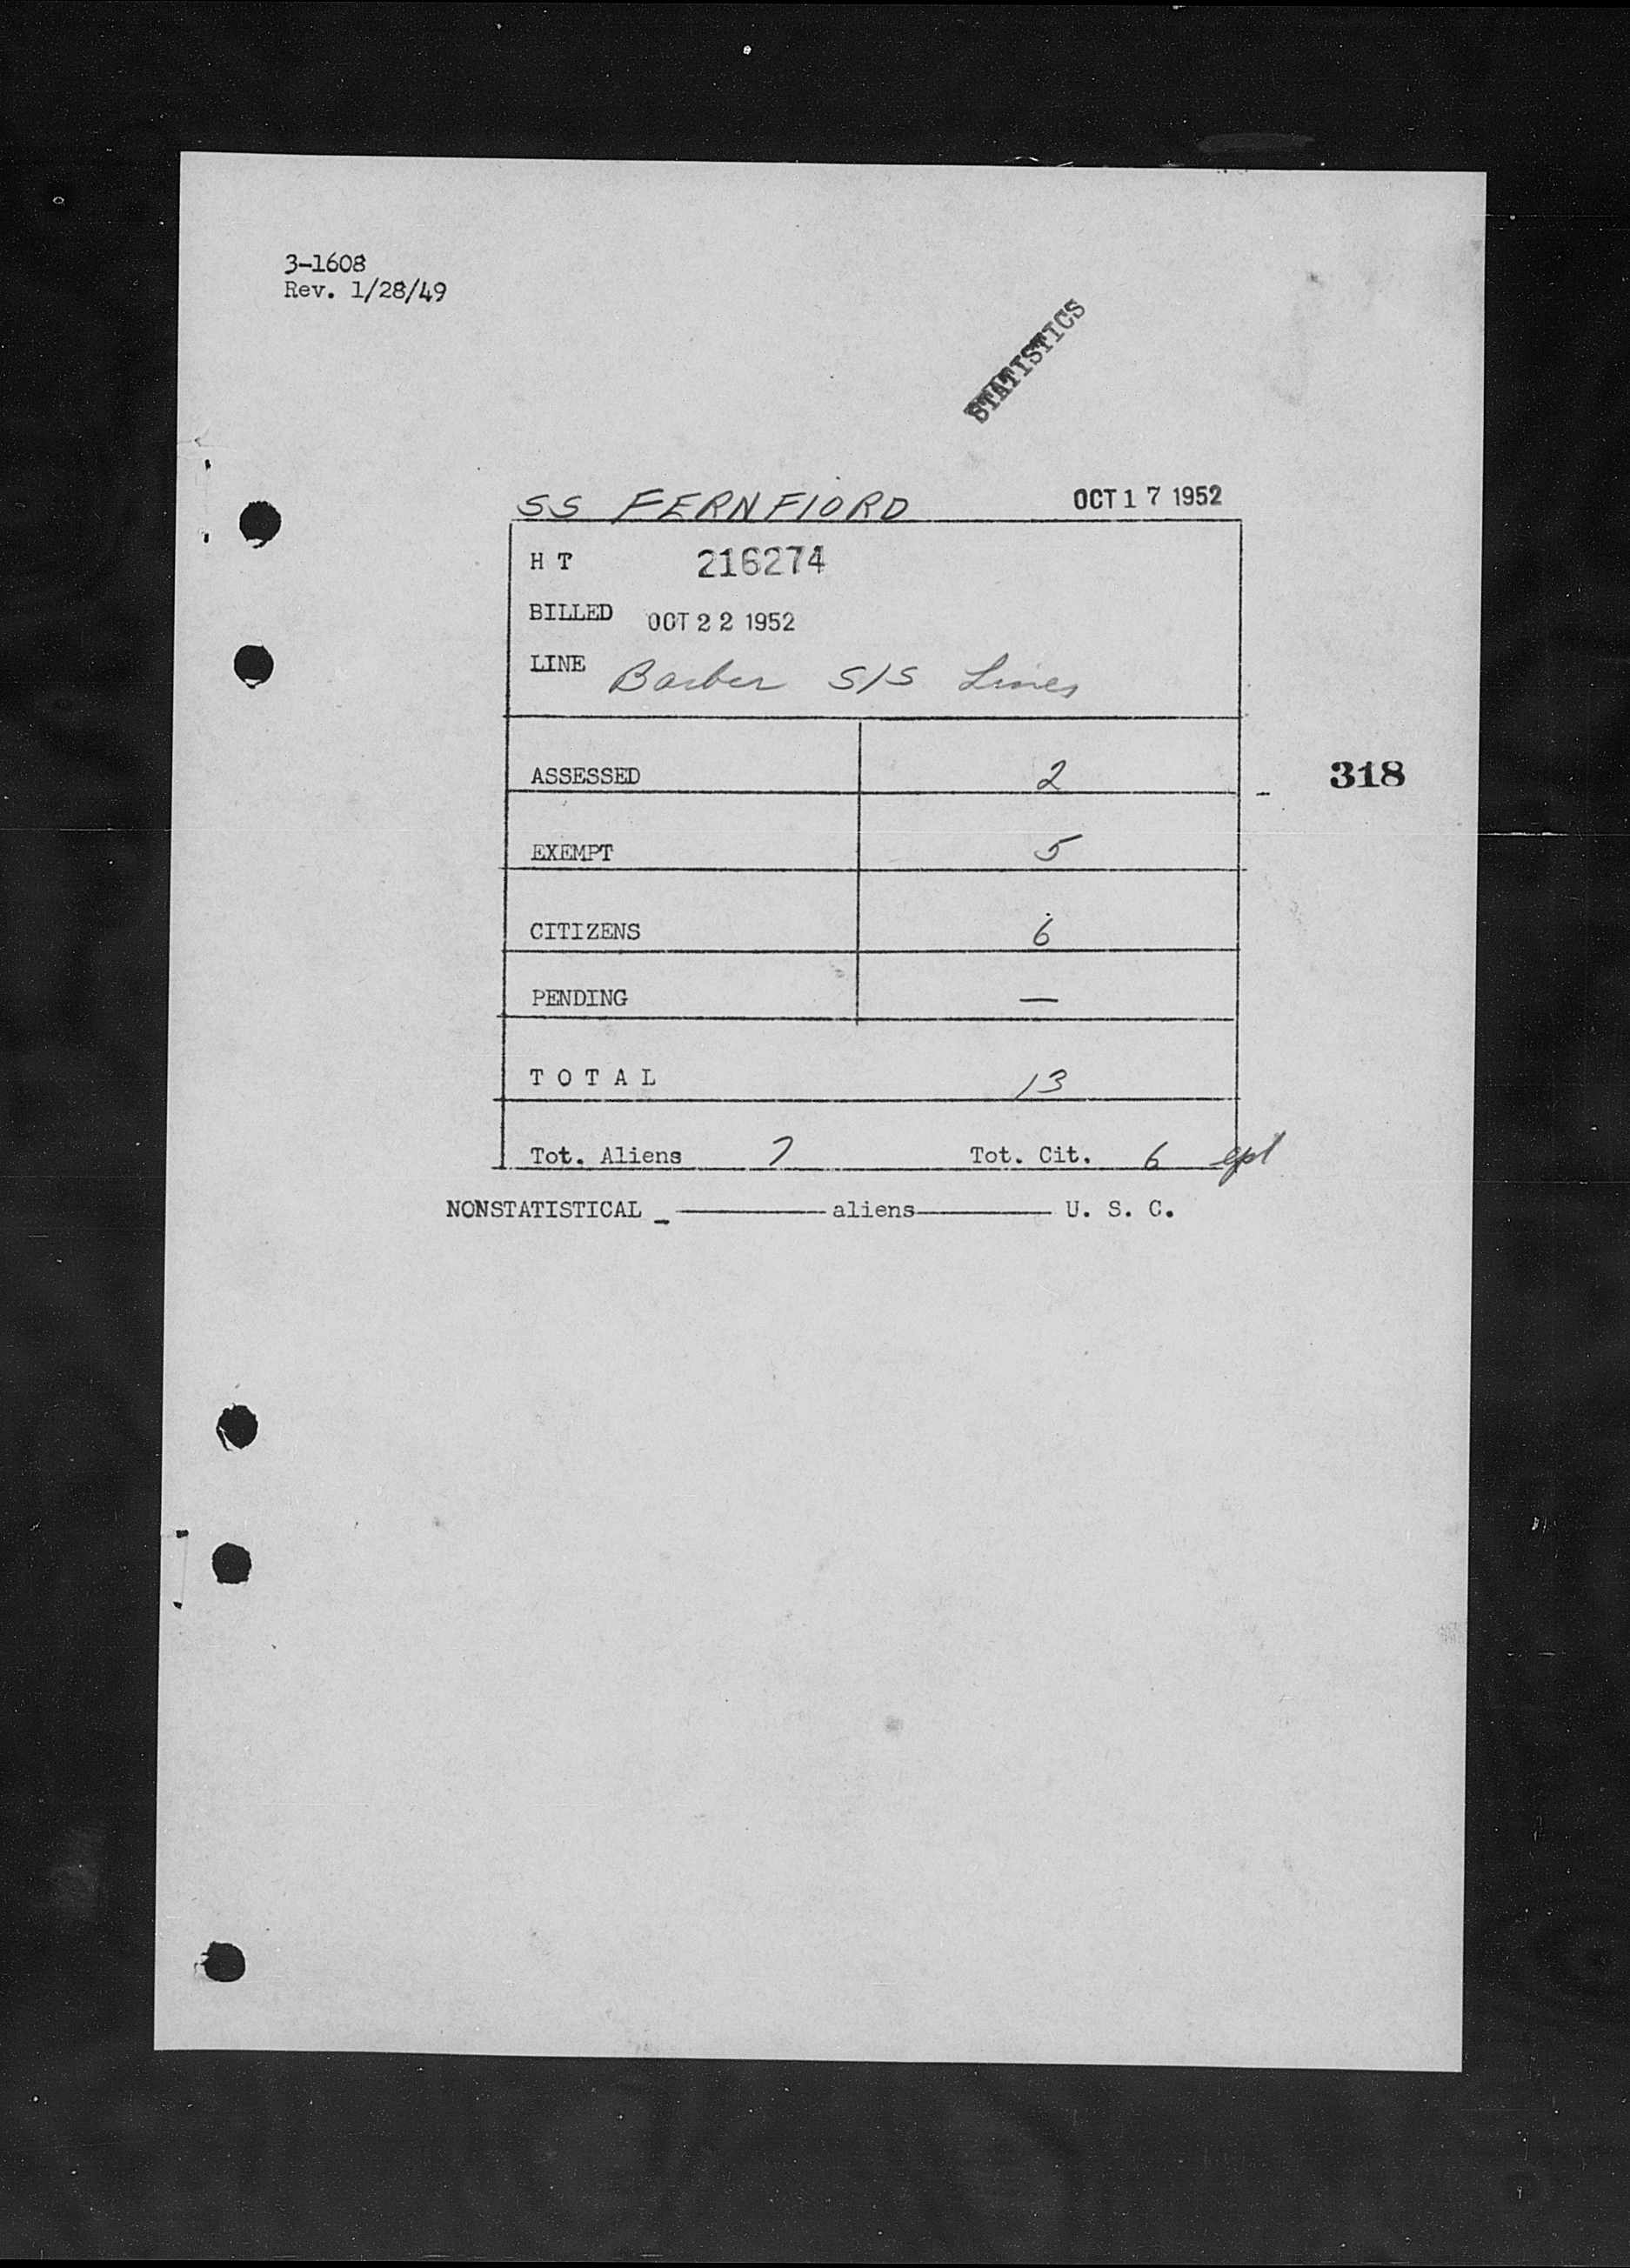 3-1608
Rev. 1/28/49
STATISTICS
SS FERNFIORD OCT 17 1952
H T 216274
BILLED OCT 22 1952
LINE Barber S/S Lines
ASSESSED 2
318
EXEMPT 5
CITIZENS 6
PENDING —
T O T A L 13
Tot. Aliens 7 Tot. Cit. 6
NONSTATISTICAL _ aliens U. S. C.